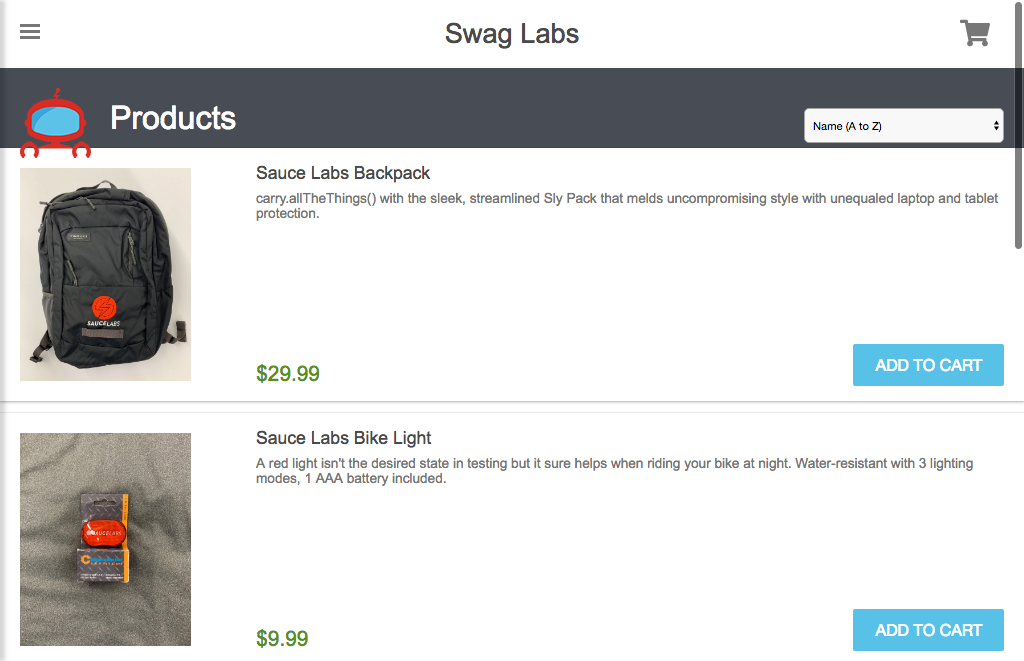 Swag Labs
Products
Name (A to Z)
Sauce Labs Backpack
carry.allTheThings() with the sleek, streamlined Sly Pack that melds uncompromising style with unequaled laptop and tablet
protection.
SAUCELABS
$29.99
ADD TO CART
Sauce Labs Bike Light
A red light isn't the desired state in testing but it sure helps when riding your bike at night. Water-resistant with 3 lighting
modes, 1 AAA battery included.
SAUCELABS
$9.99
ADD TO CART